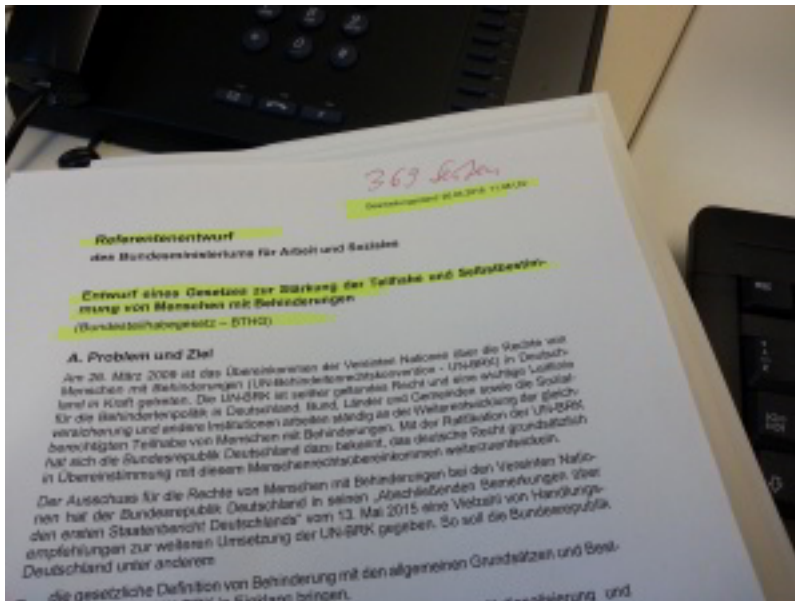 369 Seiten
Bearbeitungsstand:
Referentenentwurf
des Bundesministeriums für Arbeit und Soziales
Entwurf eines Gesetzes zur Stärkung der Teilhabe und Selbstbestim-
mung von Menschen mit Behinderungen
(Bundesteilhabegesetz – BTHG)
A. Problem und Ziel
Am 26. März 2009 ist das Übereinkommen der Vereinten Nationen über die Rechte von
Menschen mit Behinderungen (UN-Behindertenrechtskonvention - UN-BRK) in Deutsch-
land in Kraft getreten. Die UN-BRK ist seither geltendes Recht und eine wichtige Leitlinie
für die Behindertenpolitik in Deutschland. Bund, Länder und Gemeinden sowie die Sozial-
versicherung und andere Institutionen arbeiten ständig an der Weiterentwicklung der gleich-
berechtigten Teilhabe von Menschen mit Behinderungen. Mit der Ratifikation der UN-BRK
hat sich die Bundesrepublik Deutschland dazu bekannt, das deutsche Recht grundsätzlich
in Übereinstimmung mit diesem Menschenrechtsübereinkommen weiterzuentwickeln.
Der Ausschuss für die Rechte von Menschen mit Behinderungen bei den Vereinten Natio-
nen hat der Bundesrepublik Deutschland in seinen „Abschließenden Bemerkungen über
den ersten Staatenbericht Deutschlands“ vom 13. Mai 2015 eine Vielzahl von Handlungs-
empfehlungen zur weiteren Umsetzung der UN-BRK gegeben. So soll die Bundesrepublik
Deutschland unter anderem
die gesetzliche Definition von Behinderung mit den allgemeinen Grundsätzen und Best-
in Einklang bringen,
und